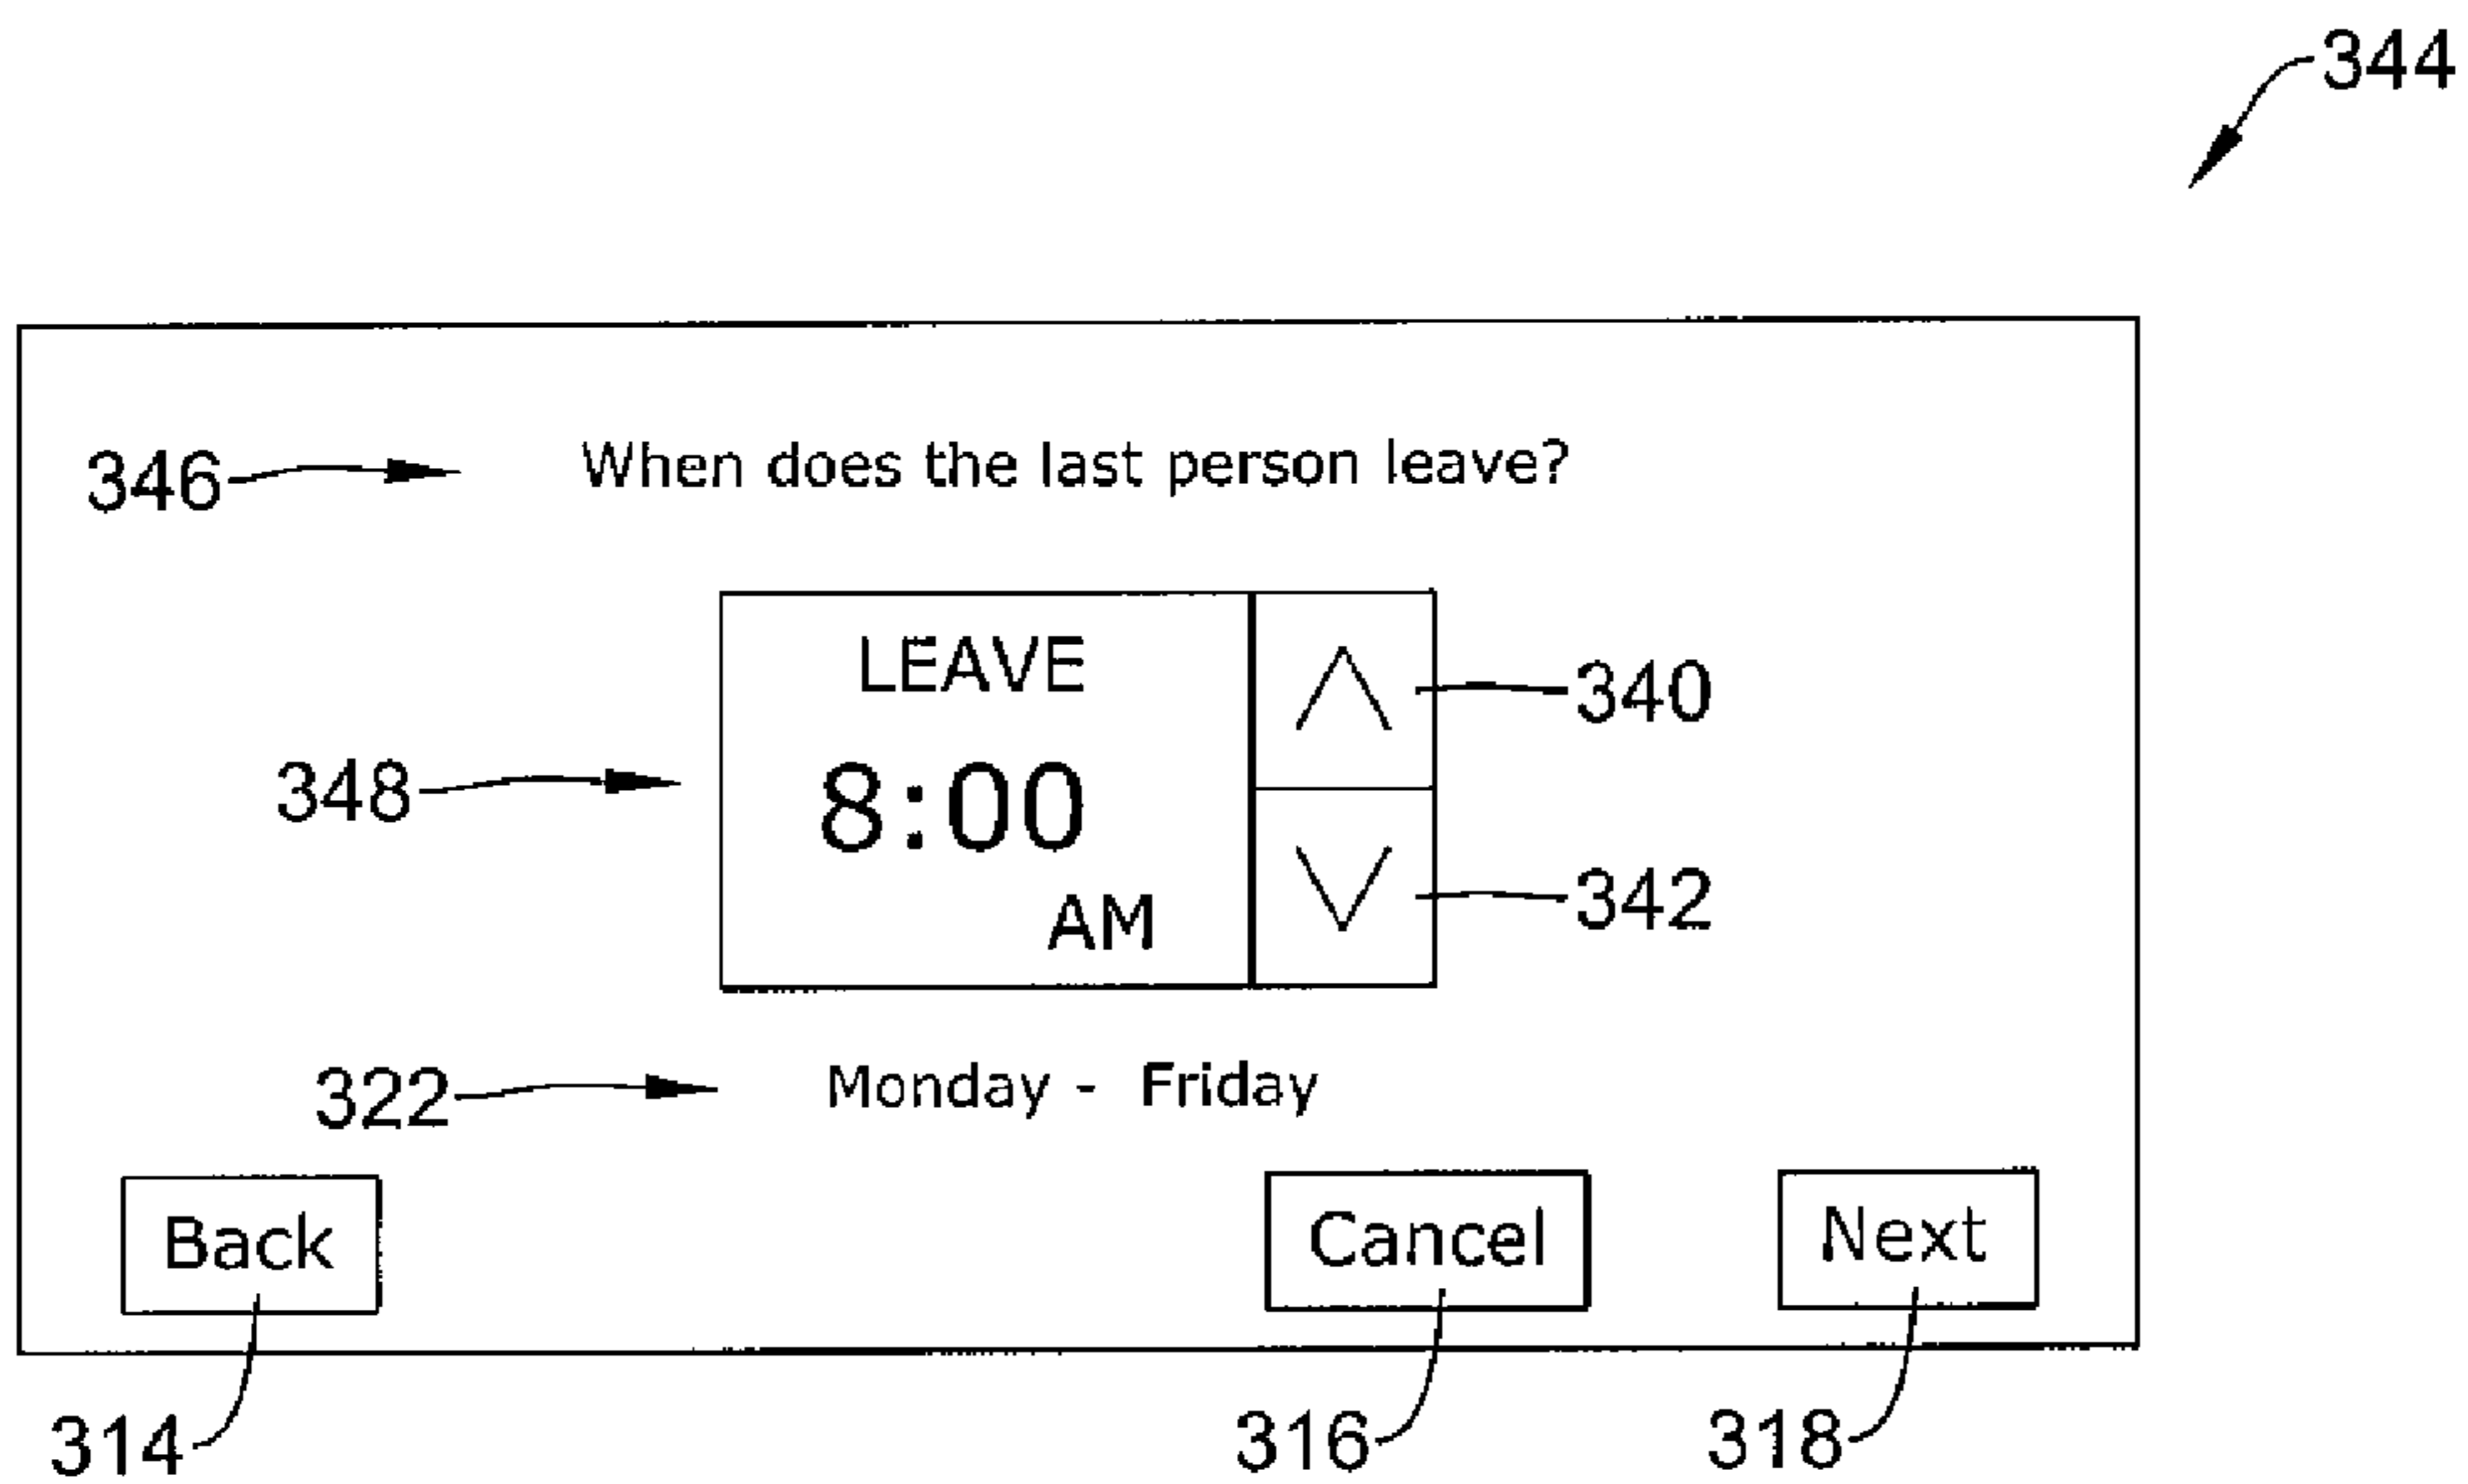 344
346 When does the last person leave?
LEAVE
340
348 8:00
AM
342
322 Monday - Friday
Back Cancel Next
314 316 318